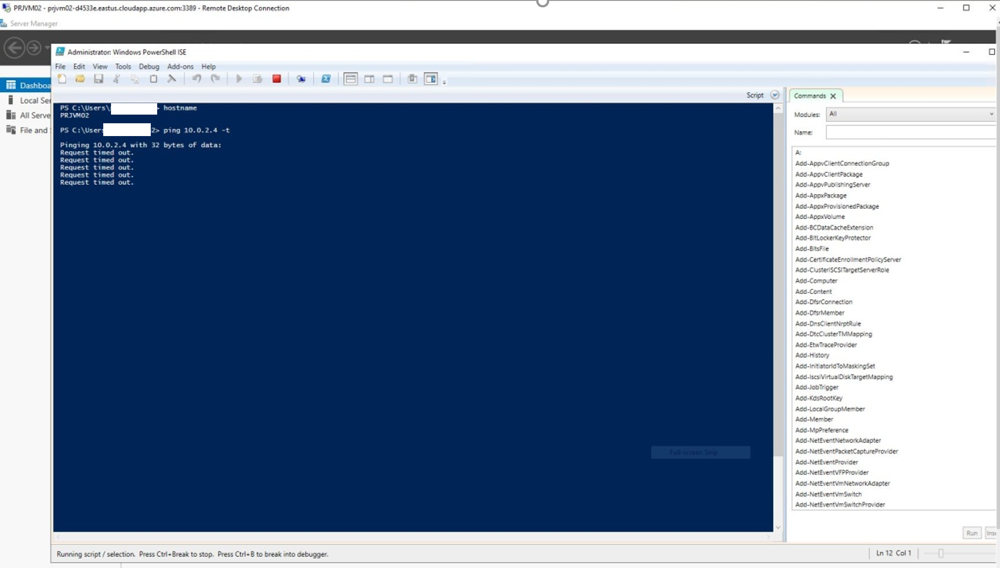 PRJVM02 - prjvm02-d4533e.eastus.cloudapp.azure.com:3389 - Remote Desktop Connection
Server Manager
Administrator: Windows PowerShell ISE
File Edit View Tools Debug Add-ons Help
Dashboa
Local Ser
All Serve
File and
Script
PS C:\Users\ > hostname
PRJVM02
PS C:\User 2> ping 10.0.2.4 -t
Pinging 10.0.2.4 with 32 bytes of data:
Request timed out.
Request timed out.
Request timed out.
Request timed out.
Request timed out.
Full-screen Snip
Commands
Modules: All
Name:
A:
Add-AppvClientConnectionGroup
Add-AppvClientPackage
Add-AppvPublishingServer
Add-AppxPackage
Add-AppxProvisionedPackage
Add-AppxVolume
Add-BCDataCacheExtension
Add-BitLockerKeyProtector
Add-BitsFile
Add-CertificateEnrollmentPolicyServer
Add-ClusteriSCSITargetServerRole
Add-Computer
Add-Content
Add-DfsrConnection
Add-DfsrMember
Add-DnsClientNrptRule
Add-DtcClusterTMMapping
Add-EtwTraceProvider
Add-History
Add-InitiatorIdToMaskingSet
Add-IscsiVirtualDiskTargetMapping
Add-JobTrigger
Add-KdsRootKey
Add-LocalGroupMember
Add-Member
Add-MpPreference
Add-NetEventNetworkAdapter
Add-NetEventPacketCaptureProvider
Add-NetEventProvider
Add-NetEventVFPProvider
Add-NetEventVmNetworkAdapter
Add-NetEventVmSwitch
Add-NetEventVmSwitchProvider
Run Inse
Running script / selection. Press Ctrl+Break to stop. Press Ctrl+B to break into debugger.
Ln 12 Col 1